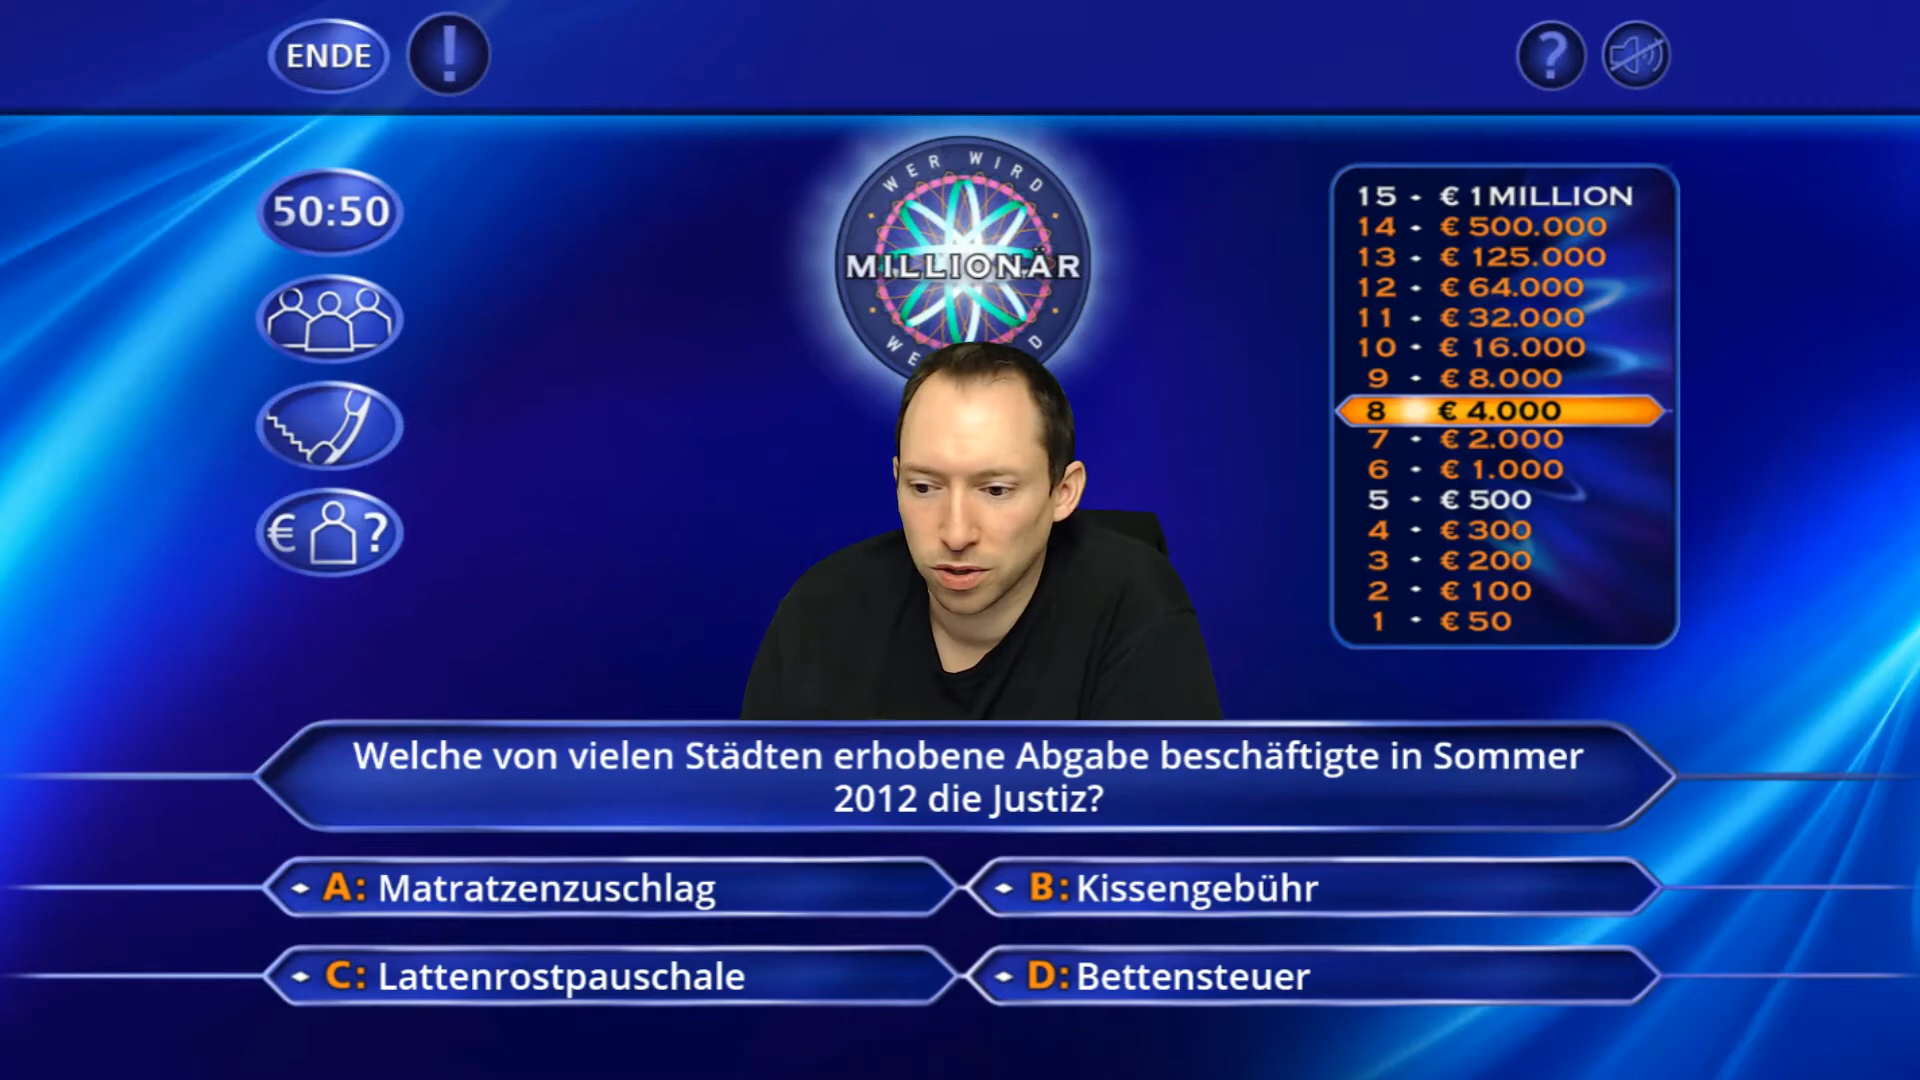 ENDE
!
?
50:50
€ ?
WER WIRD
MILLIONÄR
15 · € 1 MILLION
14 · € 500.000
13 · € 125.000
12 · € 64.000
11 · € 32.000
10 · € 16.000
9 · € 8.000
8 € 4.000
7 · € 2.000
6 · € 1.000
5 · € 500
4 · € 300
3 · € 200
2 · € 100
1 · € 50
Welche von vielen Städten erhobene Abgabe beschäftigte in Sommer
2012 die Justiz?
A: Matratzenzuschlag
B: Kissengebühr
C: Lattenrostpauschale
D: Bettensteuer